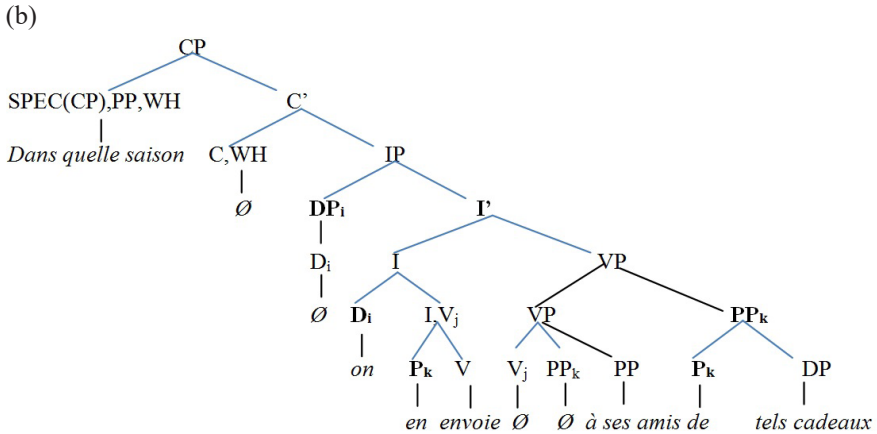 (b)
CP
SPEC(CP),PP,WH C’
Dans quelle saison C,WH IP
Ø DPi I’
Di I VP
Ø Di I,Vj VP PPk
on Pk V Vj PPk PP Pk DP
en envoie Ø Ø à ses amis de tels cadeaux